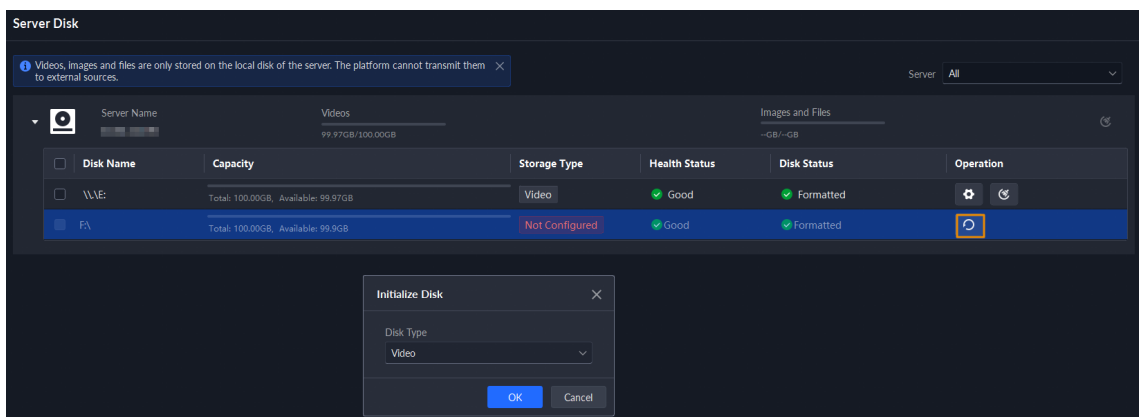 Server Disk
Videos, images and files are only stored on the local disk of the server. The platform cannot transmit them
to external sources.
Server All
Server Name Videos Images and Files
99.97GB/100.00GB --GB/--GB
Disk Name Capacity Storage Type Health Status Disk Status Operation
\\.\E: Total: 100.00GB, Available: 99.97GB Video Good Formatted
F:\ Total: 100.00GB, Available: 99.9GB Not Configured Good Formatted
Initialize Disk
Disk Type
Video
OK Cancel